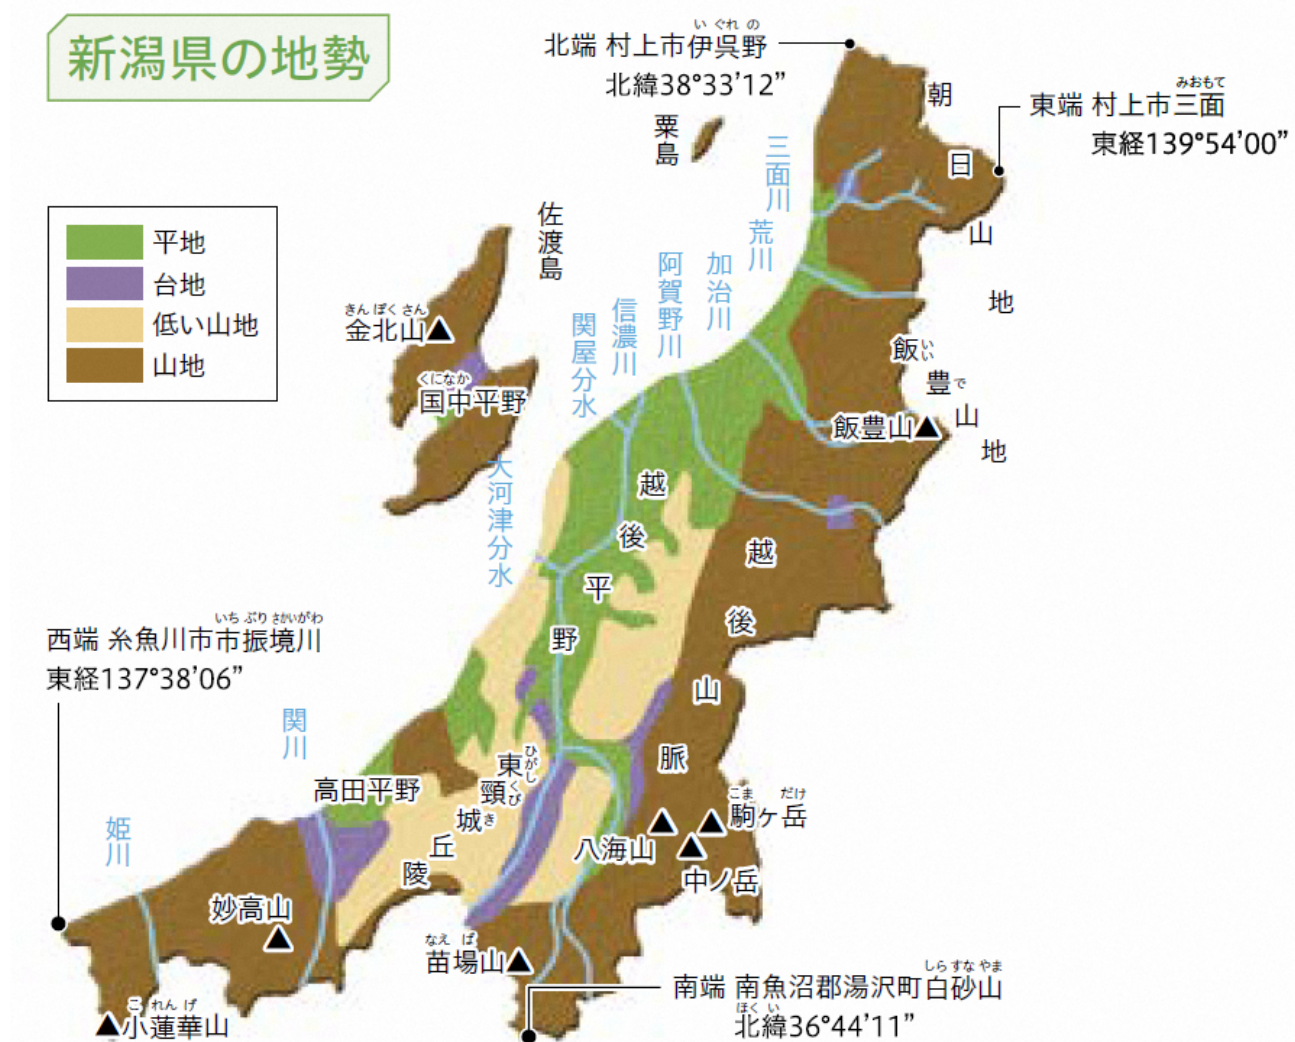 新潟県の地勢
平地
台地
低い山地
山地
いぐれの
北端 村上市伊呉野
北緯38°33’12”
みおもて
東端 村上市三面
東経139°54’00”
粟島
佐渡島
三面川
荒川
加治川
阿賀野川
信濃川
関屋分水
大河津分水
朝日山地
きんぽくさん
金北山
くになか
国中平野
飯豊山地
いいで
飯豊山
越後平野
越後山脈
いちぶりさかいがわ
西端 糸魚川市市振境川
東経137°38’06”
関川
姫川
高田平野
東頸城丘陵
ひがしくびき
こまだけ
駒ヶ岳
八海山
中ノ岳
妙高山
なえば
苗場山
これんげ
小蓮華山
しらすなやま
南端 南魚沼郡湯沢町白砂山
ほくい
北緯36°44’11”